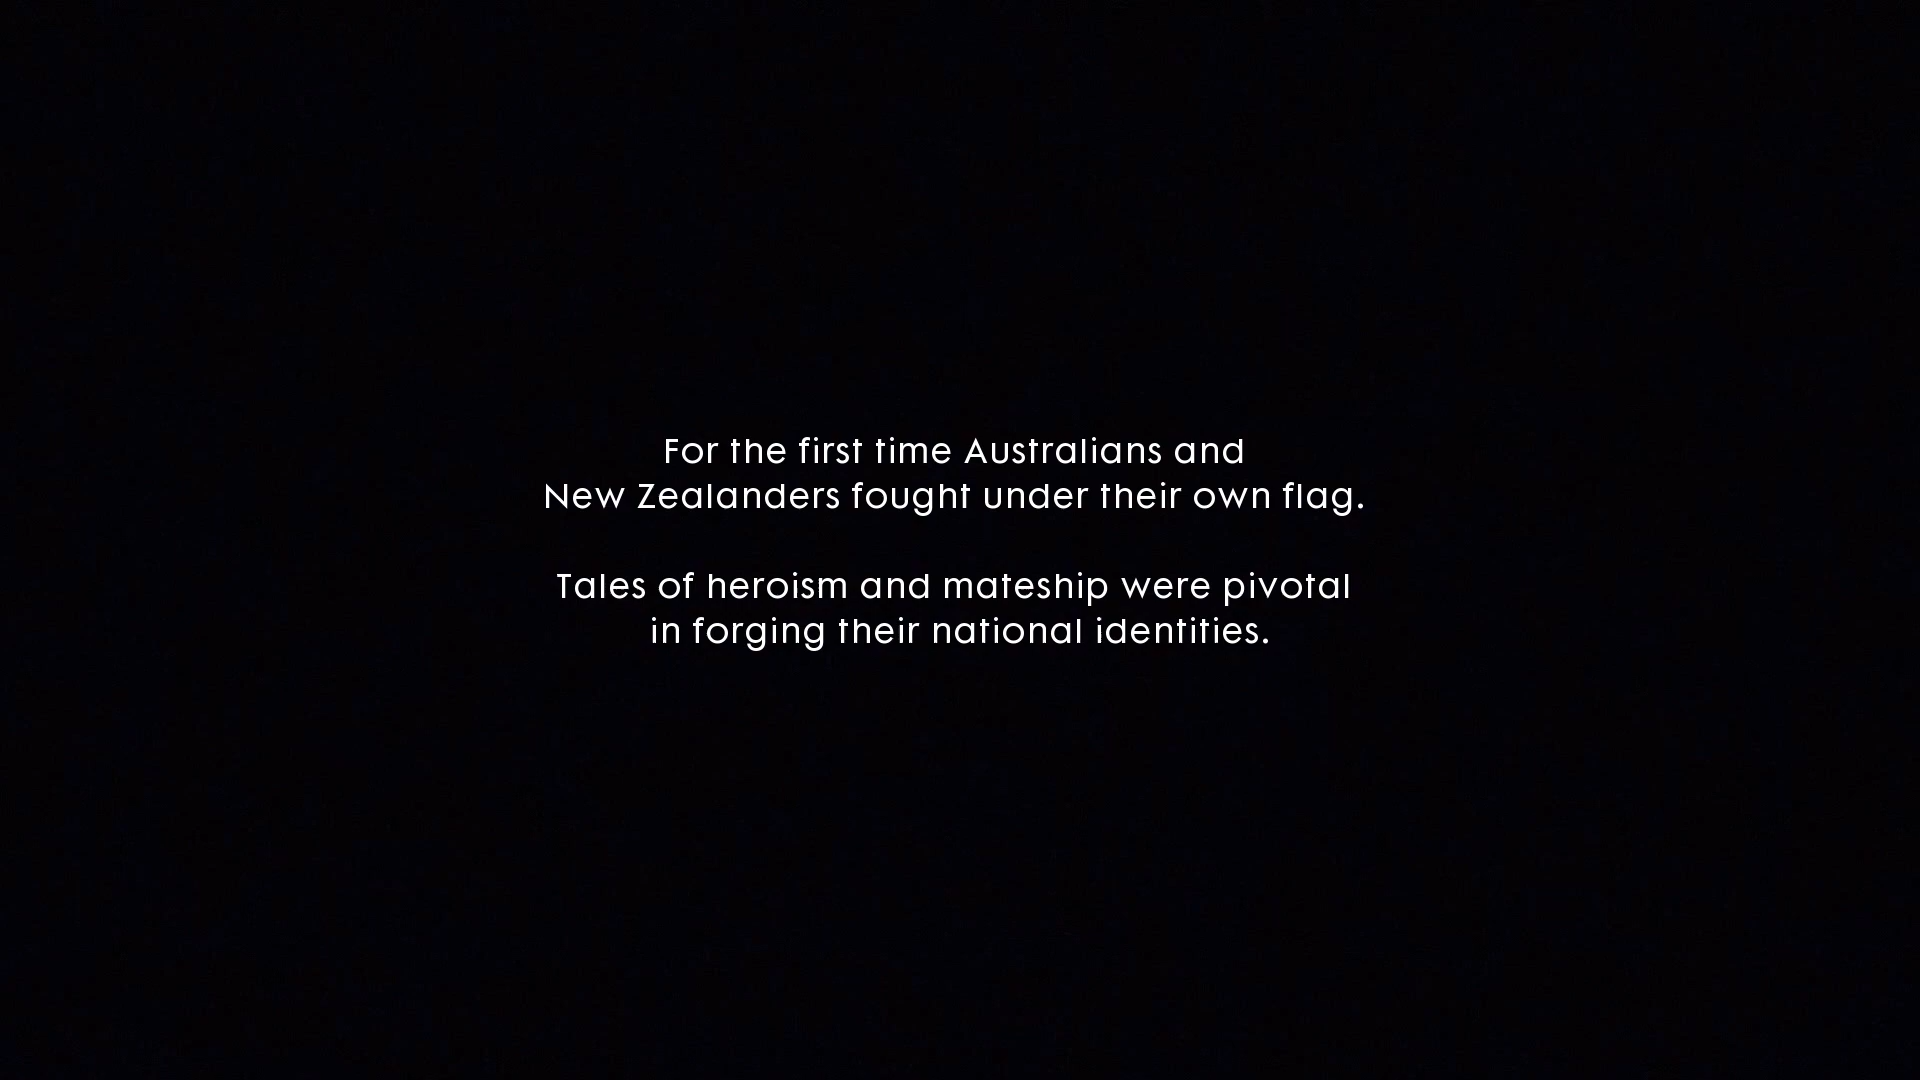 For the first time Australians and
New Zealanders fought under their own flag.
Tales of heroism and mateship were pivotal
in forging their national identities.